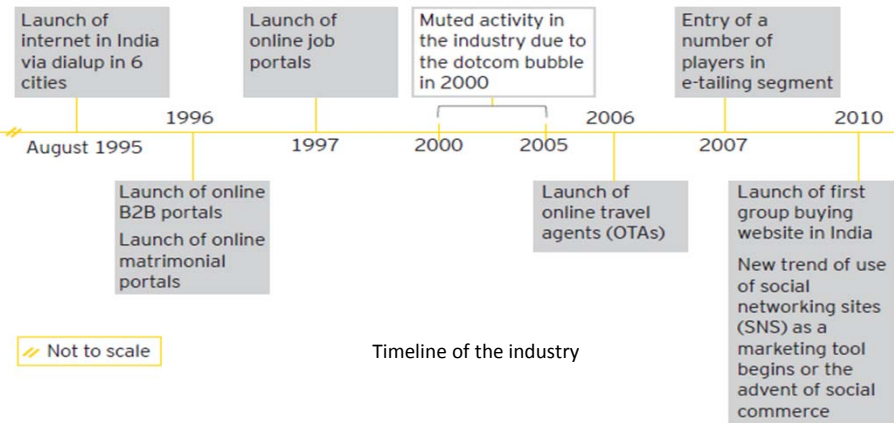 Launch of
internet in India
via dialup in 6
cities
Launch of
online job
portals
Muted activity in
the industry due to
the dotcom bubble
in 2000
Entry of a
number of
players in
e-tailing segment
1996
2006
2010
August 1995
1997
2000
2005
2007
Launch of online
B2B portals
Launch of online
matrimonial
portals
Launch of
online travel
agents (OTAs)
Launch of first
group buying
website in India
New trend of use
of social
networking sites
(SNS) as a
marketing tool
begins or the
advent of social
commerce
Not to scale
Timeline of the industry